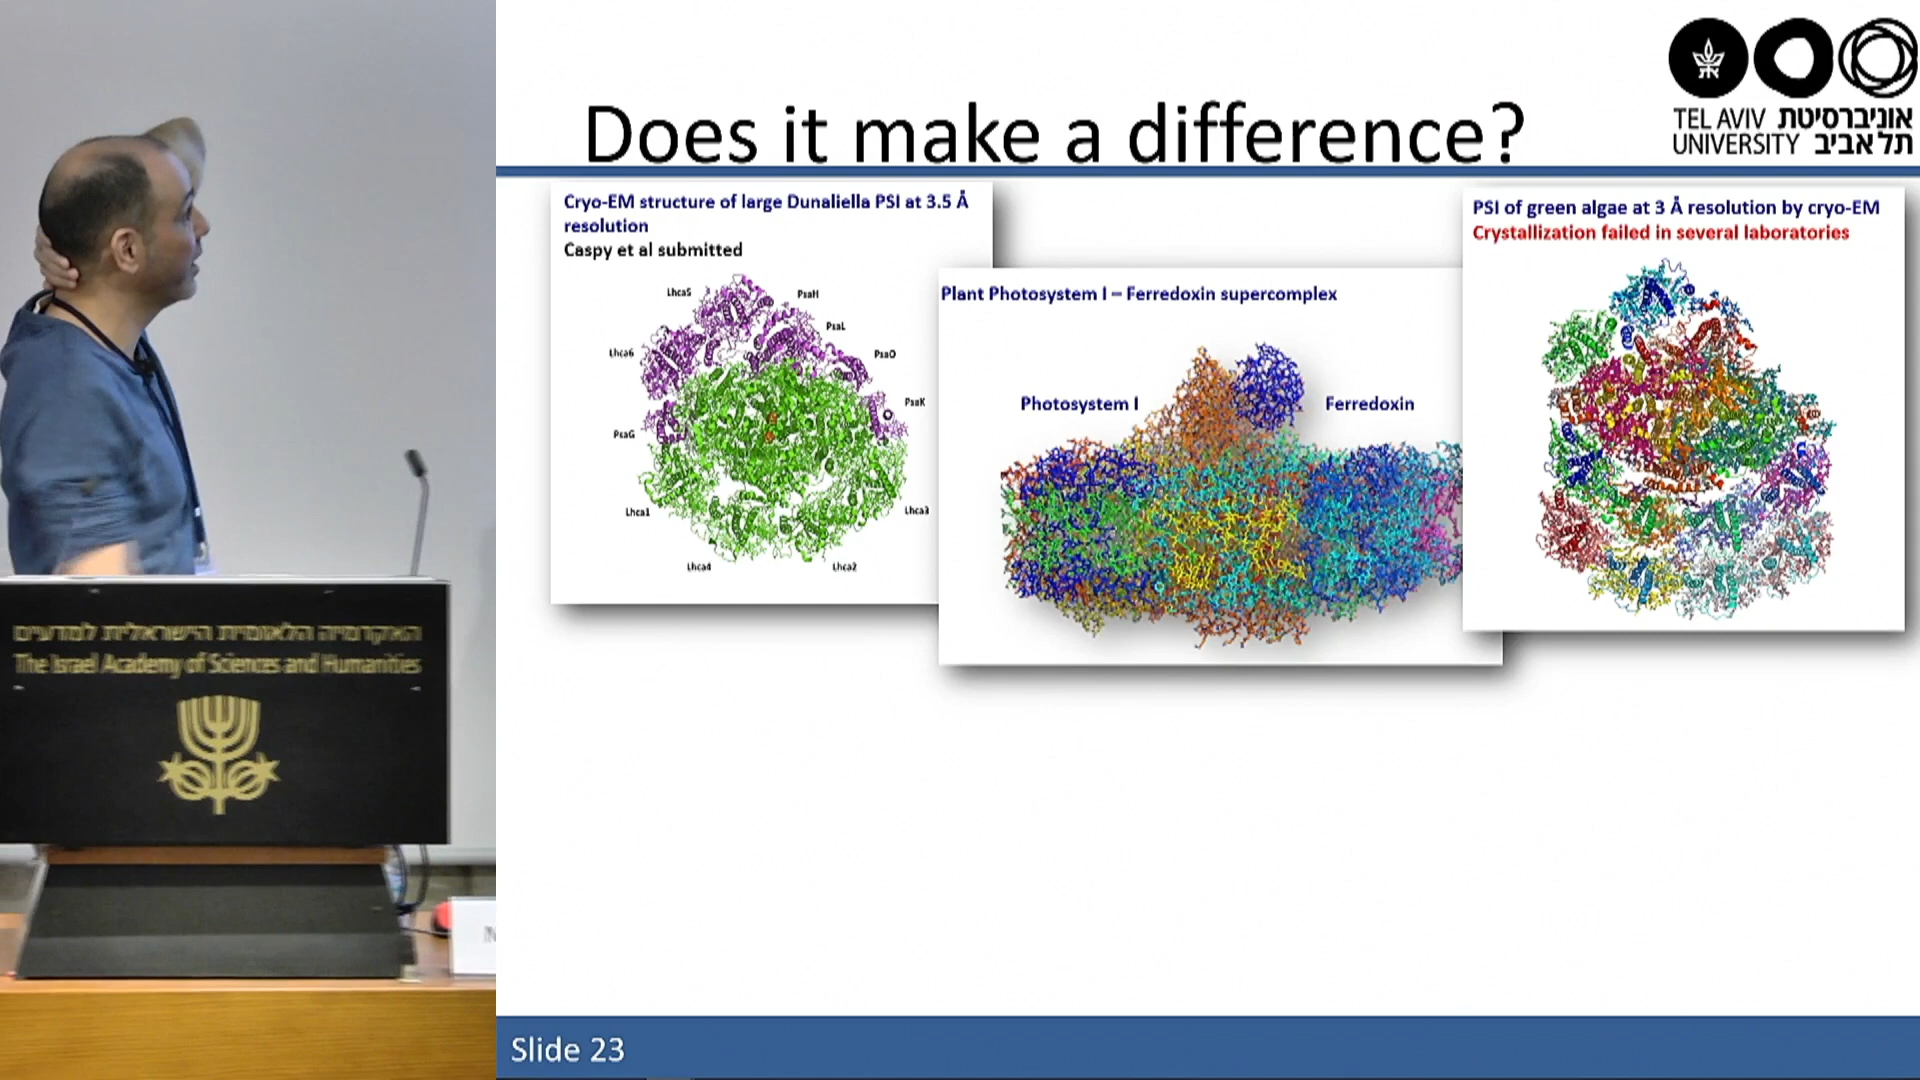 Does it make a difference?
TEL AVIV אוניברסיטת
UNIVERSITY תל אביב
Cryo-EM structure of large Dunaliella PSI at 3.5 Å
resolution
Caspy et al submitted
Lhca5
PsaH
PsaL
Lhca6
PsaO
PsaK
PsaG
Lhca1
Lhca3
Lhca4
Lhca2
Plant Photosystem I – Ferredoxin supercomplex
Photosystem I
Ferredoxin
PSI of green algae at 3 Å resolution by cryo-EM
Crystallization failed in several laboratories
האקדמיה הלאומית הישראלית למדעים
The Israel Academy of Sciences and Humanities
N
Slide 23